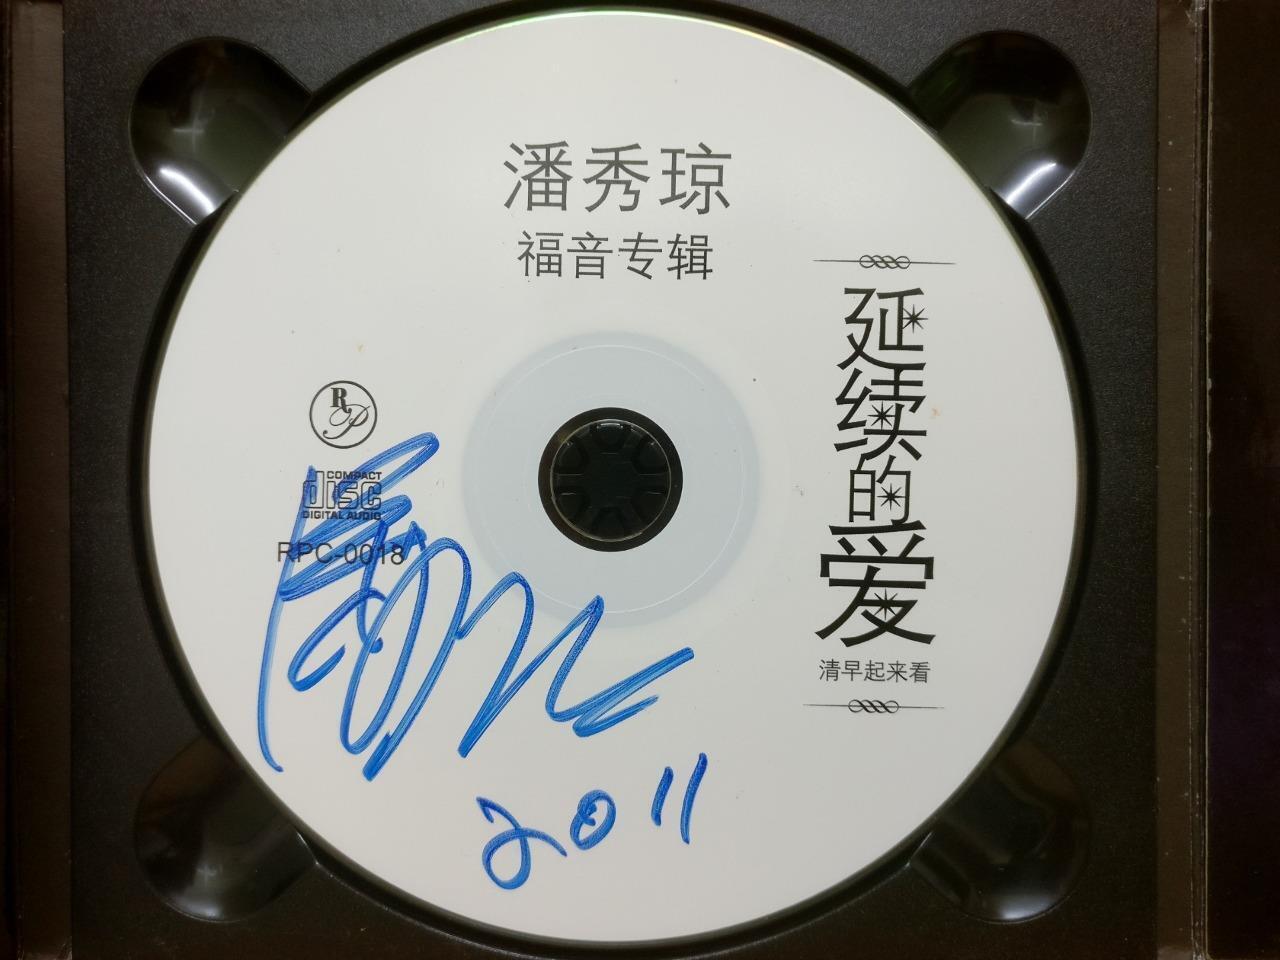 潘秀琼
福音专辑
延续的爱
清早起来看
RP
COMPACT
disc
DIGITAL AUDIO
RPC-0018
2011